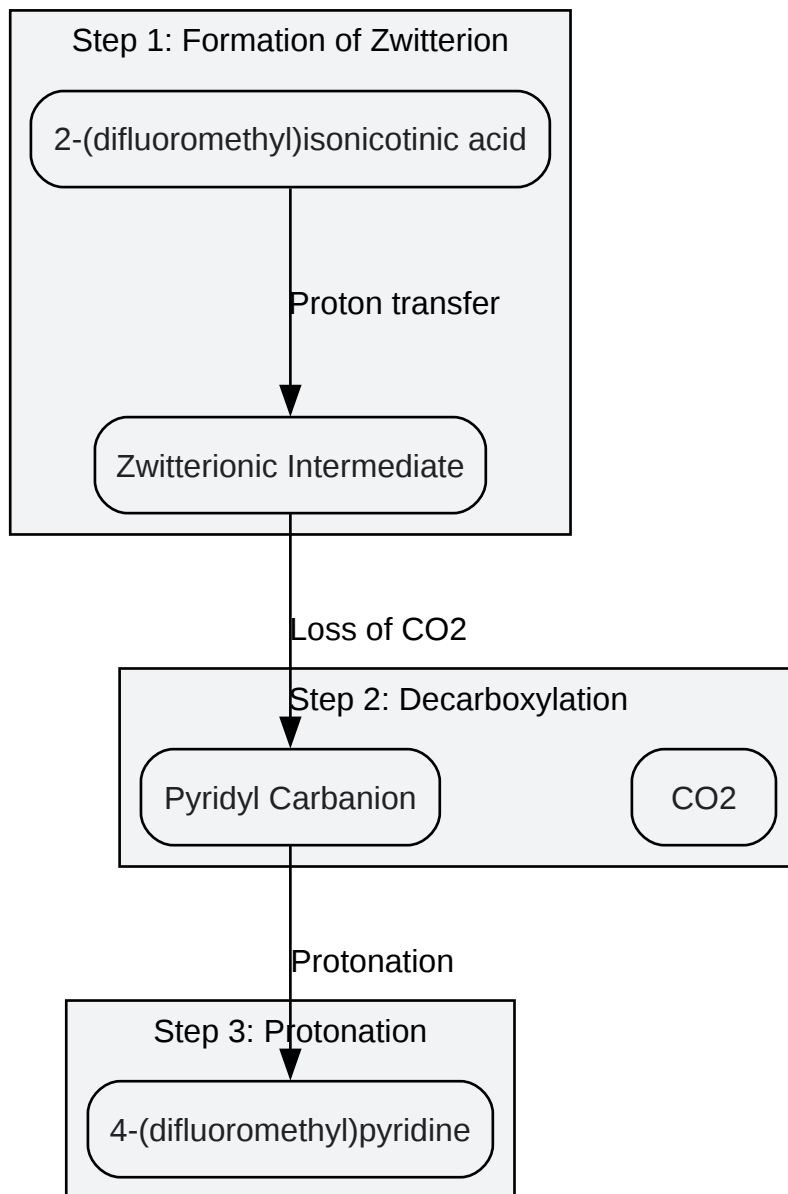 Step 1: Formation of Zwitterion
2-(difluoromethyl)isonicotinic acid
Proton transfer
Zwitterionic Intermediate
Loss of CO2
Step 2: Decarboxylation
Pyridyl Carbanion
CO2
Protonation
Step 3: Protonation
4-(difluoromethyl)pyridine